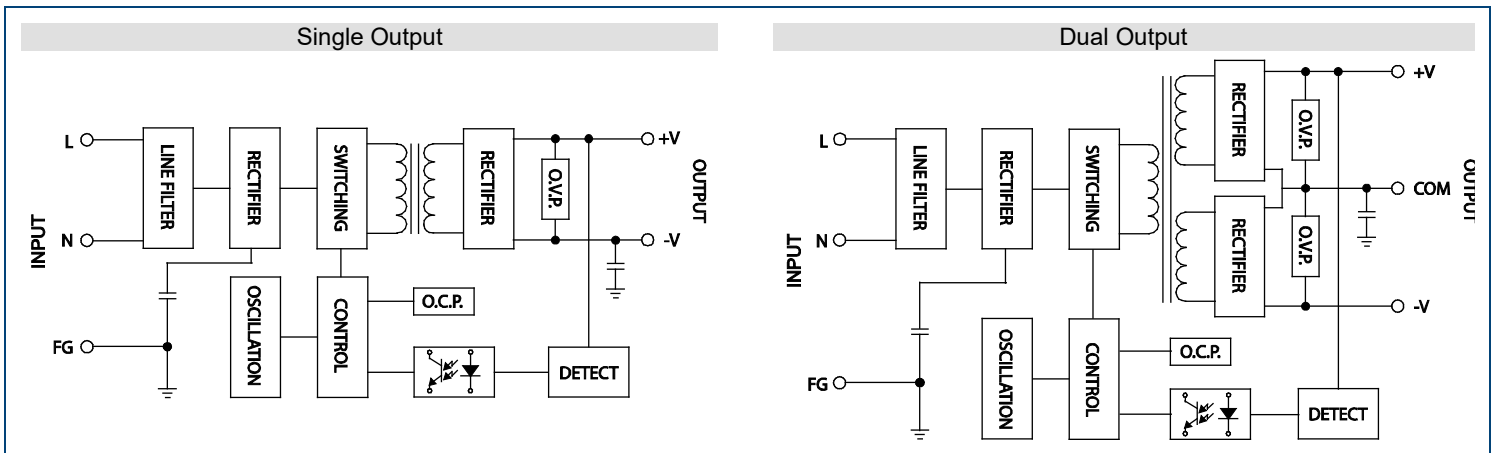 Single Output
L
N
INPUT
FG
LINE FILTER
RECTIFIER
SWITCHING
RECTIFIER
O.V.P.
+V
-V
OUTPUT
OSCILLATION
CONTROL
O.C.P.
DETECT
Dual Output
L
N
INPUT
FG
LINE FILTER
RECTIFIER
SWITCHING
RECTIFIER
RECTIFIER
O.V.P.
O.V.P.
+V
COM
-V
OUTPUT
OSCILLATION
CONTROL
O.C.P.
DETECT